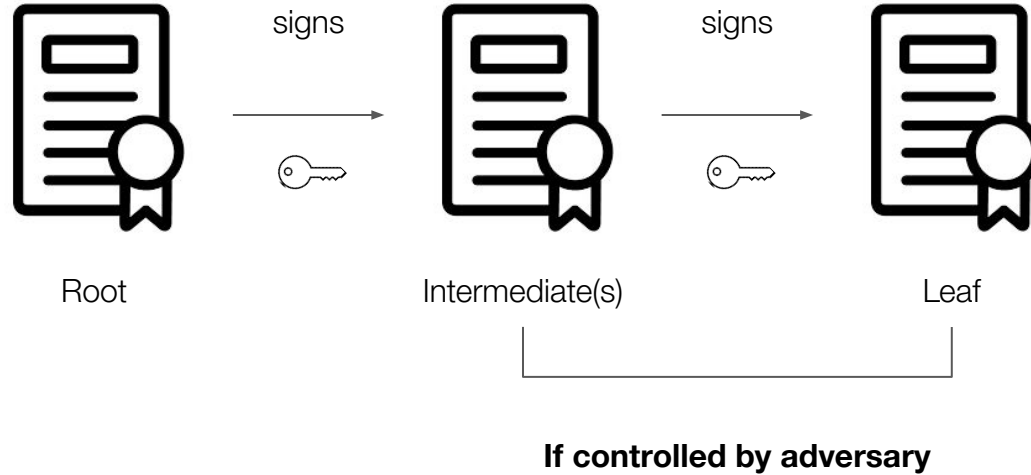 signs
signs
Root
Intermediate(s)
Leaf
If controlled by adversary